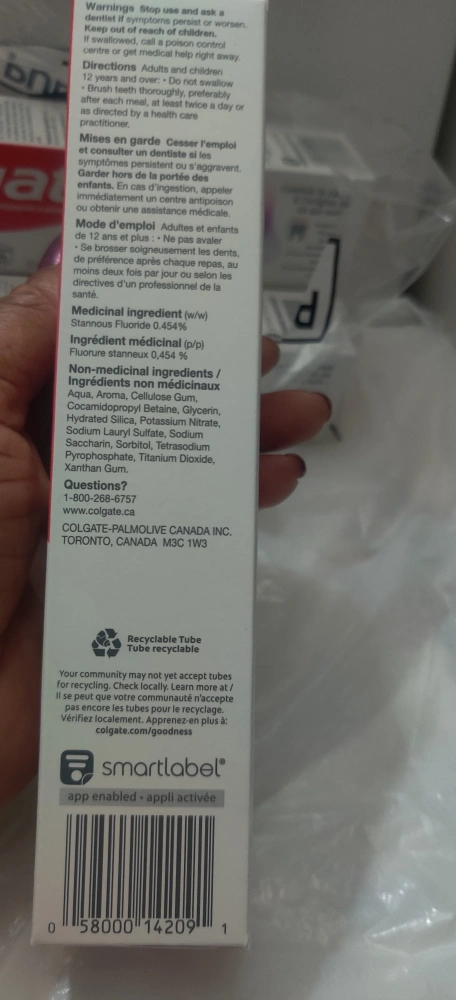 Warnings Stop use and ask a
dentist if symptoms persist or worsen.
Keep out of reach of children.
If swallowed, call a poison control
centre or get medical help right away.
Directions Adults and children
12 years and over: • Do not swallow
• Brush teeth thoroughly, preferably
after each meal, at least twice a day or
as directed by a health care
practitioner.
Mises en garde Cesser l'emploi
et consulter un dentiste si les
symptômes persistent ou s'aggravent.
Garder hors de la portée des
enfants. En cas d'ingestion, appeler
immédiatement un centre antipoison
ou obtenir une assistance médicale.
Mode d'emploi Adultes et enfants
de 12 ans et plus : • Ne pas avaler
• Se brosser soigneusement les dents,
de préférence après chaque repas, au
moins deux fois par jour ou selon les
directives d'un professionnel de la
santé.
Medicinal ingredient (w/w)
Stannous Fluoride 0.454%
Ingrédient médicinal (p/p)
Fluorure stanneux 0,454 %
Non-medicinal ingredients /
Ingrédients non médicinaux
Aqua, Aroma, Cellulose Gum,
Cocamidopropyl Betaine, Glycerin,
Hydrated Silica, Potassium Nitrate,
Sodium Lauryl Sulfate, Sodium
Saccharin, Sorbitol, Tetrasodium
Pyrophosphate, Titanium Dioxide,
Xanthan Gum.
Questions?
1-800-268-6757
www.colgate.ca
COLGATE-PALMOLIVE CANADA INC.
TORONTO, CANADA M3C 1W3
Recyclable Tube
Tube recyclable
Your community may not yet accept tubes
for recycling. Check locally. Learn more at /
Il se peut que votre communauté n'accepte
pas encore les tubes pour le recyclage.
Vérifiez localement. Apprenez-en plus à:
colgate.com/goodness
smartlabel®
app enabled • appli activée
0 58000 14209 1